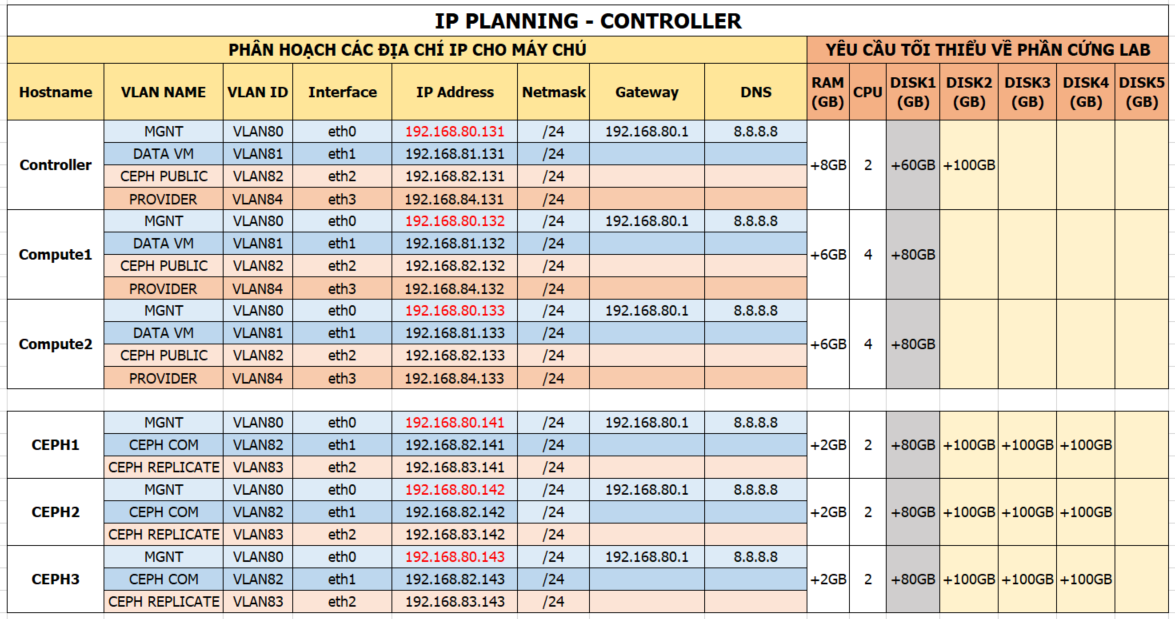 IP PLANNING - CONTROLLER
PHÂN HOẠCH CÁC ĐỊA CHỈ IP CHO MÁY CHỦ YÊU CẦU TỐI THIỂU VỀ PHẦN CỨNG LAB
Hostname VLAN NAME VLAN ID Interface IP Address Netmask Gateway DNS RAM (GB) CPU DISK1 (GB) DISK2 (GB) DISK3 (GB) DISK4 (GB) DISK5 (GB)
Controller MGNT VLAN80 eth0 192.168.80.131 /24 192.168.80.1 8.8.8.8 +8GB 2 +60GB +100GB
DATA VM VLAN81 eth1 192.168.81.131 /24
CEPH PUBLIC VLAN82 eth2 192.168.82.131 /24
PROVIDER VLAN84 eth3 192.168.84.131 /24
Compute1 MGNT VLAN80 eth0 192.168.80.132 /24 192.168.80.1 8.8.8.8 +6GB 4 +80GB
DATA VM VLAN81 eth1 192.168.81.132 /24
CEPH PUBLIC VLAN82 eth2 192.168.82.132 /24
PROVIDER VLAN84 eth3 192.168.84.132 /24
Compute2 MGNT VLAN80 eth0 192.168.80.133 /24 192.168.80.1 8.8.8.8 +6GB 4 +80GB
DATA VM VLAN81 eth1 192.168.81.133 /24
CEPH PUBLIC VLAN82 eth2 192.168.82.133 /24
PROVIDER VLAN84 eth3 192.168.84.133 /24
CEPH1 MGNT VLAN80 eth0 192.168.80.141 /24 192.168.80.1 8.8.8.8 +2GB 2 +80GB +100GB +100GB +100GB
CEPH COM VLAN82 eth1 192.168.82.141 /24
CEPH REPLICATE VLAN83 eth2 192.168.83.141 /24
CEPH2 MGNT VLAN80 eth0 192.168.80.142 /24 192.168.80.1 8.8.8.8 +2GB 2 +80GB +100GB +100GB +100GB
CEPH COM VLAN82 eth1 192.168.82.142 /24
CEPH REPLICATE VLAN83 eth2 192.168.83.142 /24
CEPH3 MGNT VLAN80 eth0 192.168.80.143 /24 192.168.80.1 8.8.8.8 +2GB 2 +80GB +100GB +100GB +100GB
CEPH COM VLAN82 eth1 192.168.82.143 /24
CEPH REPLICATE VLAN83 eth2 192.168.83.143 /24